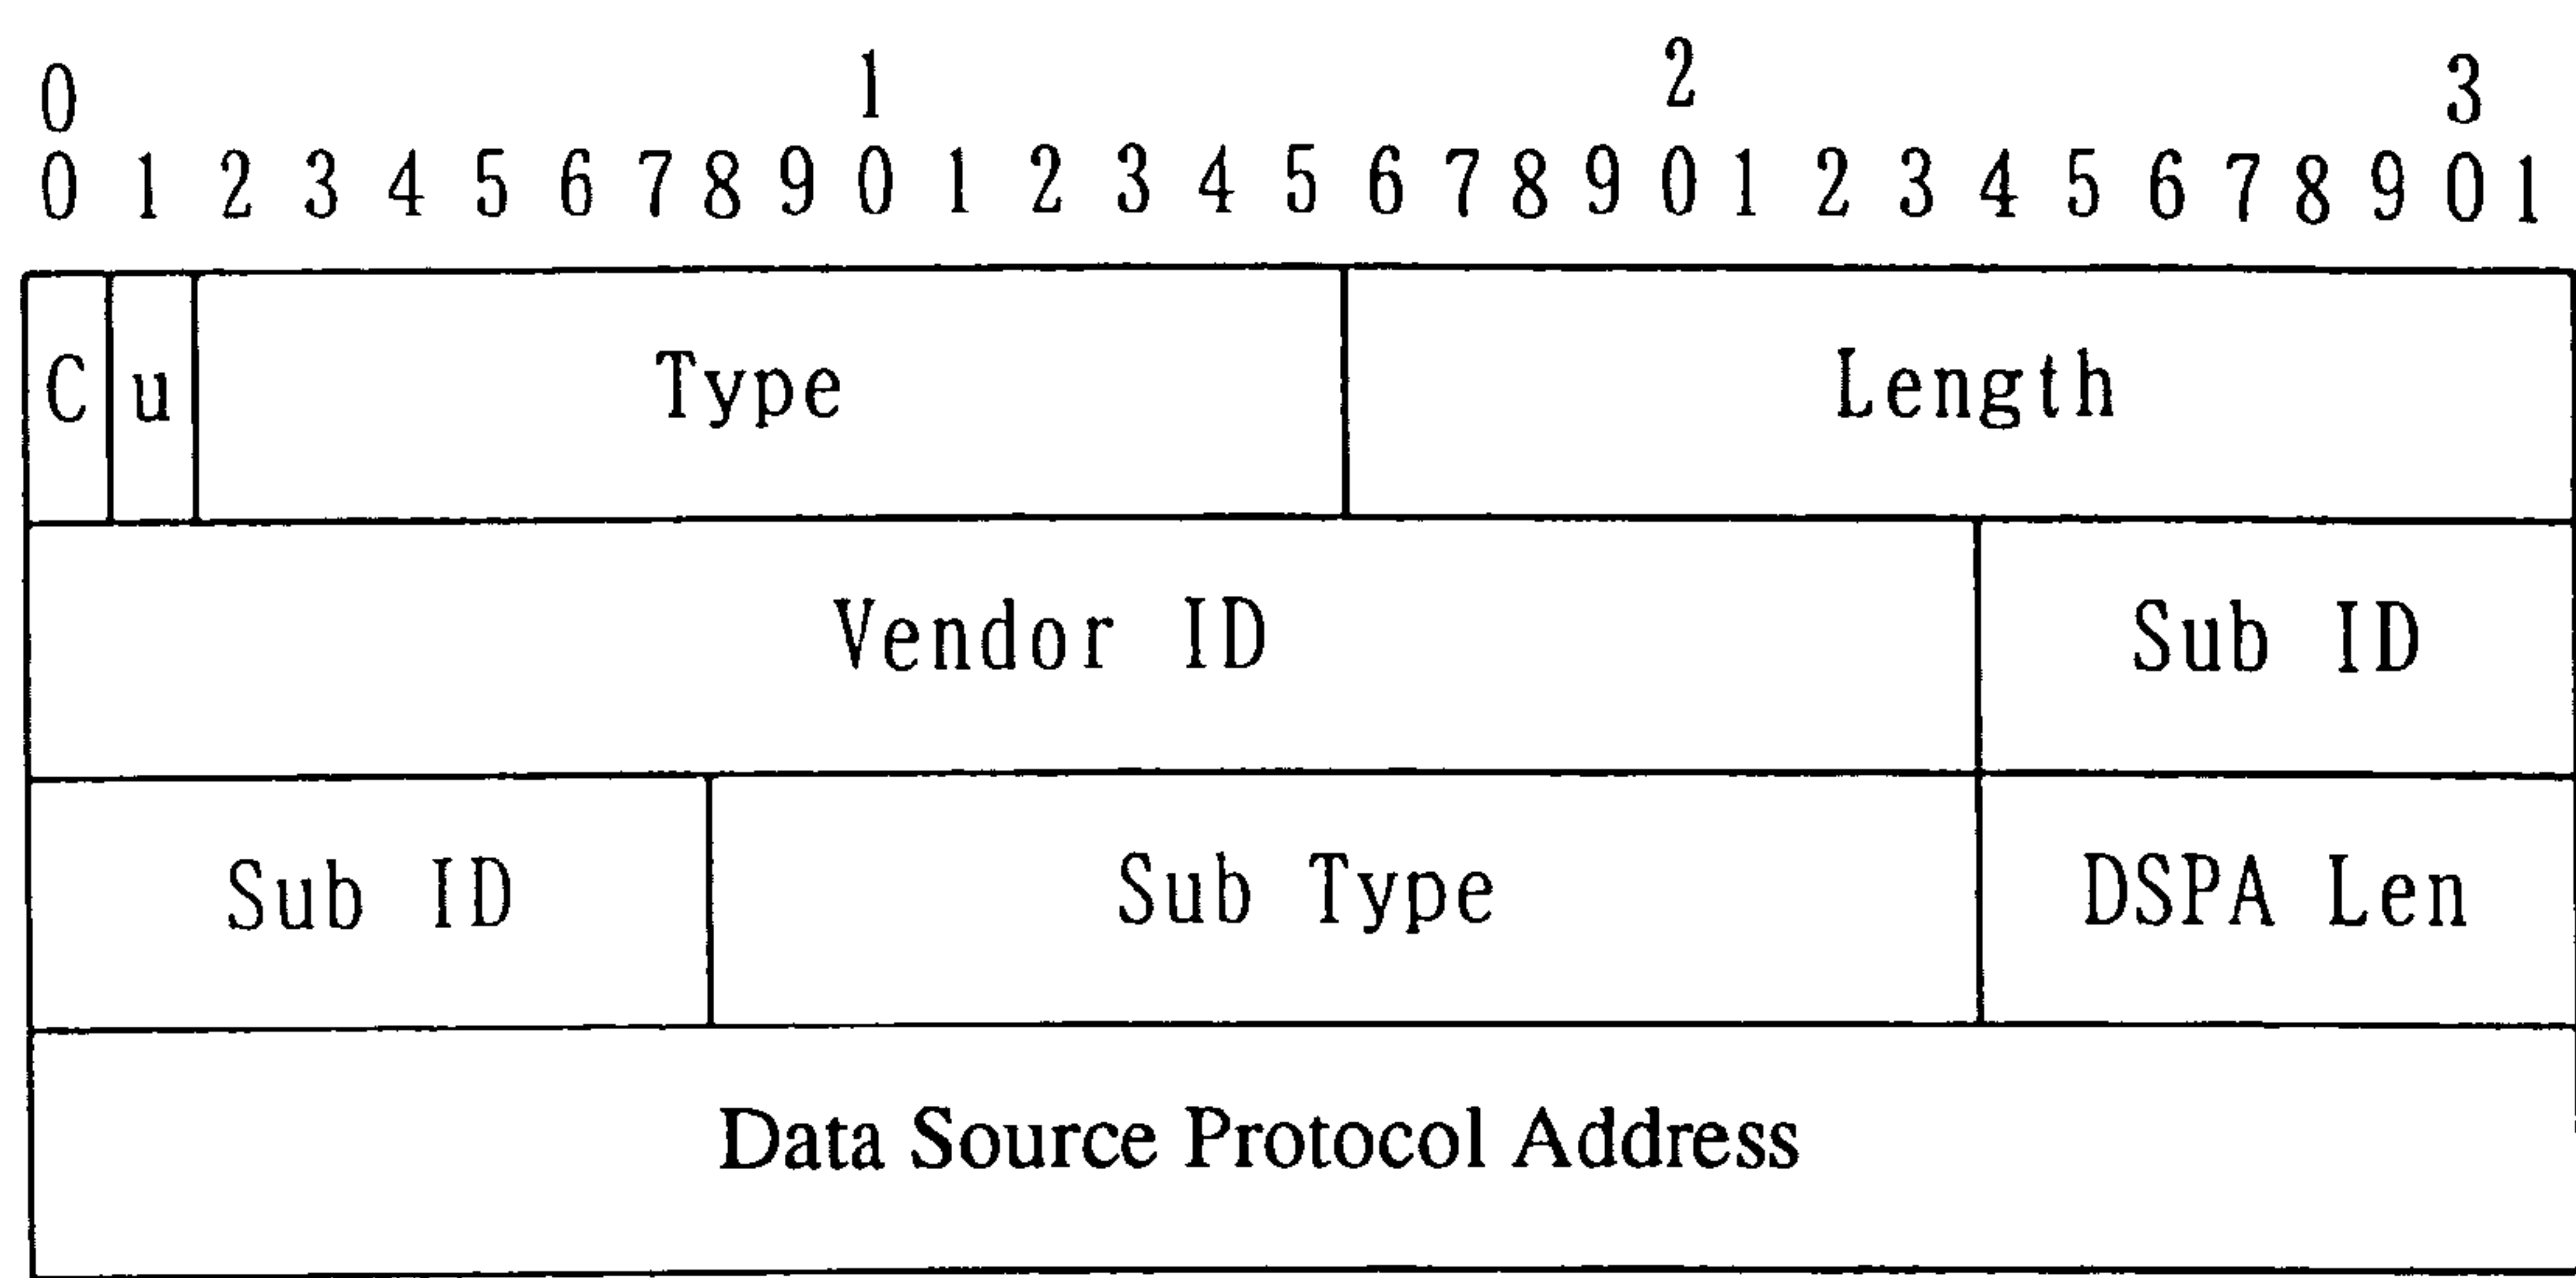 0 1 2 3
0 1 2 3 4 5 6 7 8 9 0 1 2 3 4 5 6 7 8 9 0 1 2 3 4 5 6 7 8 9 0 1
C u Type Length
Vendor ID Sub ID
Sub ID Sub Type DSPA Len
Data Source Protocol Address